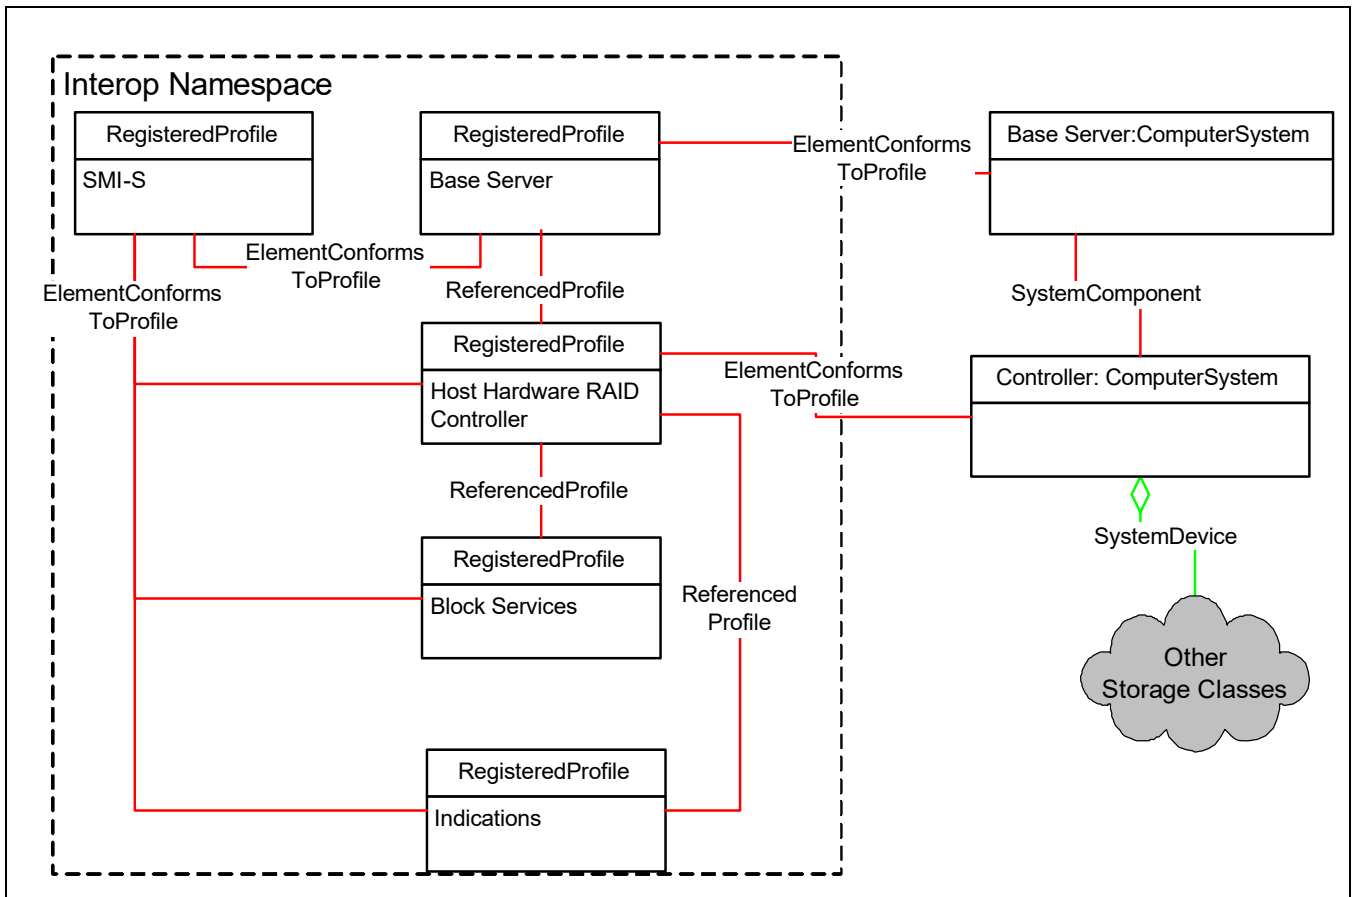 Interop Namespace
RegisteredProfile
SMI-S
RegisteredProfile
Base Server
ElementConforms
ToProfile
Base Server:ComputerSystem
ElementConforms
ToProfile
ElementConforms
ToProfile
ReferencedProfile
SystemComponent
RegisteredProfile
Host Hardware RAID
Controller
ElementConforms
ToProfile
Controller: ComputerSystem
ReferencedProfile
SystemDevice
RegisteredProfile
Block Services
Referenced
Profile
Other
Storage Classes
RegisteredProfile
Indications